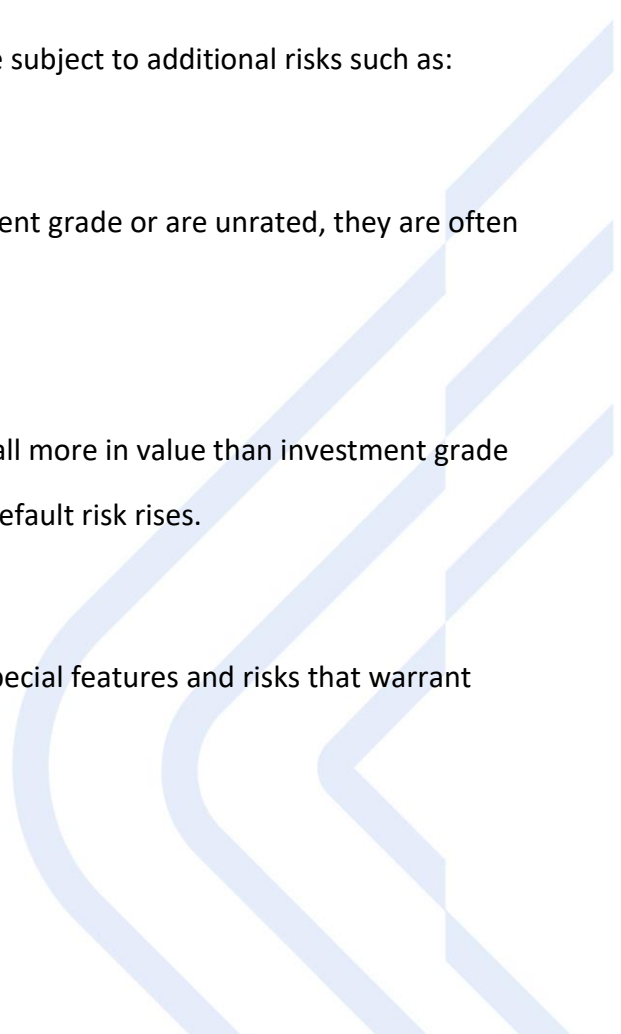 subject to additional risks such as:
ent grade or are unrated, they are often
all more in value than investment grade
efault risk rises.
pecial features and risks that warrant